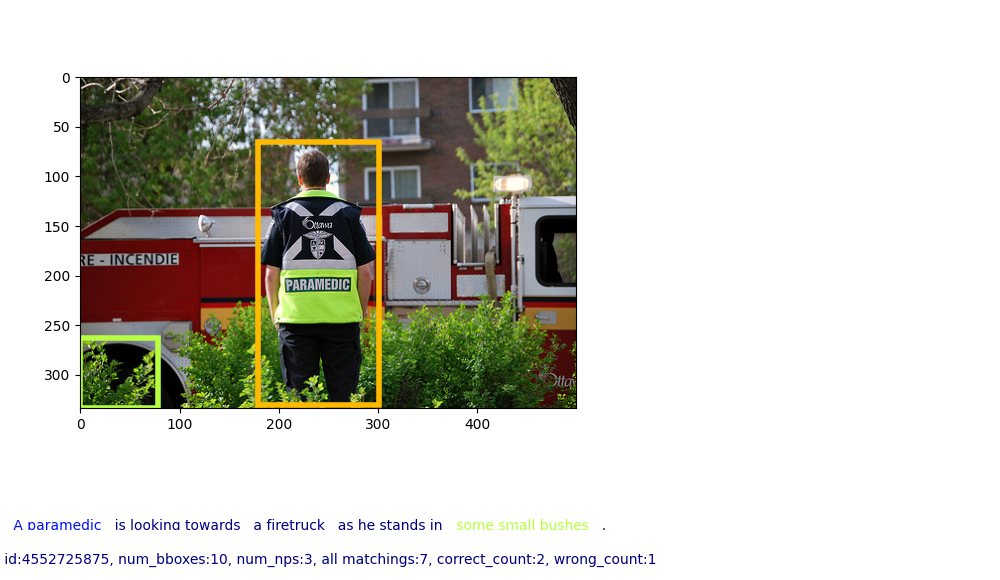 0
50
100
150
200
250
300
0 100 200 300 400
Ottawa
RE - INCENDIE
PARAMEDIC
Ottawa
A paramedic is looking towards a firetruck as he stands in some small bushes .
id:4552725875, num_bboxes:10, num_nps:3, all matchings:7, correct_count:2, wrong_count:1